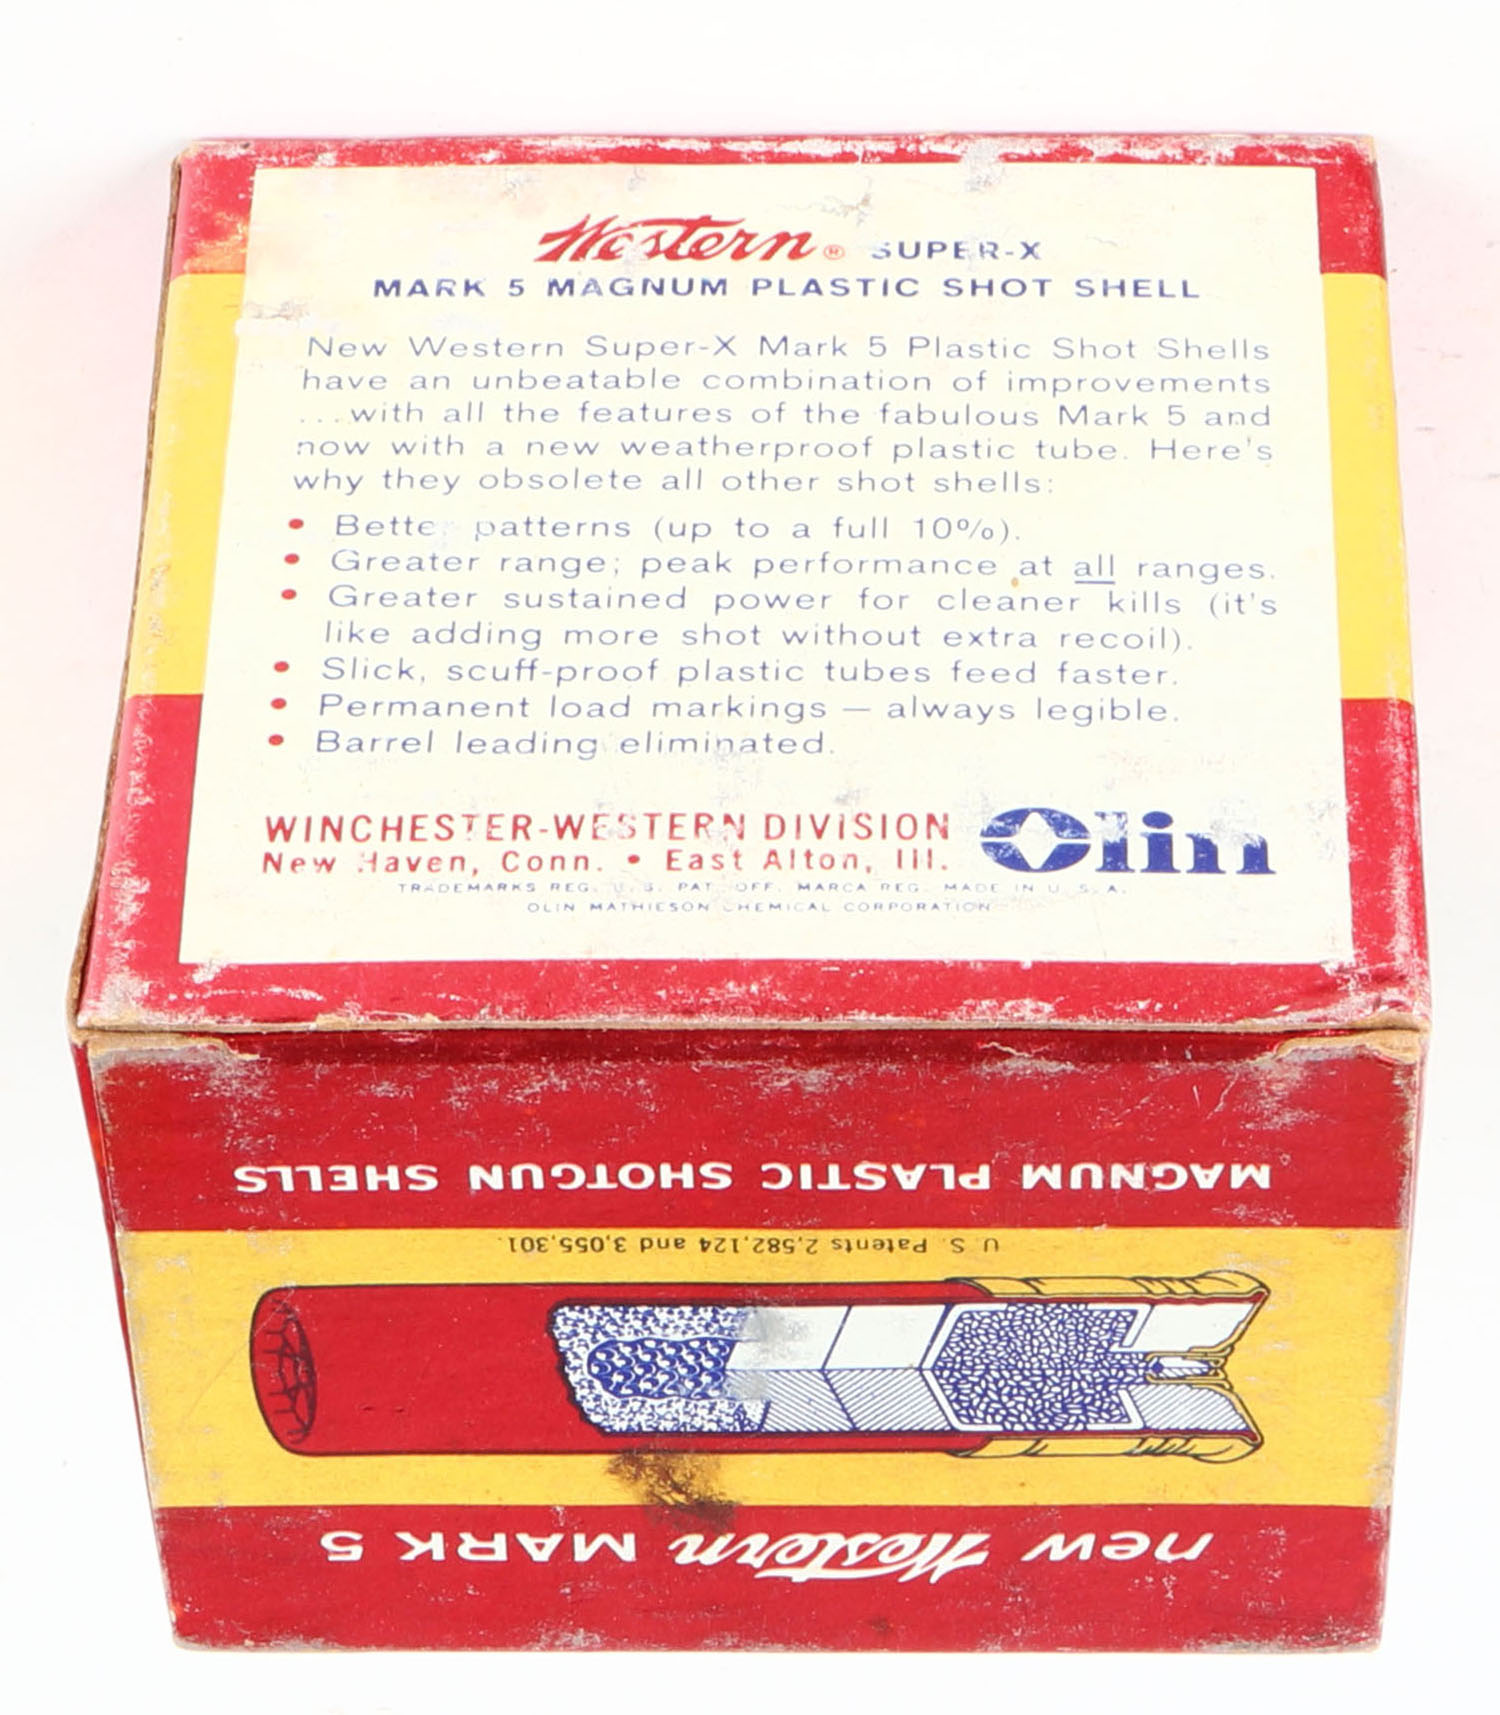 Western® SUPER-X
MARK 5 MAGNUM PLASTIC SHOT SHELL
New Western Super-X Mark 5 Plastic Shot Shells
have an unbeatable combination of improvements
...with all the features of the fabulous Mark 5 and
now with a new weatherproof plastic tube. Here's
why they obsolete all other shot shells:
• Better patterns (up to a full 10%).
• Greater range; peak performance at all ranges.
• Greater sustained power for cleaner kills (it's
like adding more shot without extra recoil).
• Slick, scuff-proof plastic tubes feed faster.
• Permanent load markings — always legible.
• Barrel leading eliminated.
WINCHESTER-WESTERN DIVISION
New Haven, Conn. • East Alton, Ill.
Olin
TRADEMARKS REG. U. S. PAT. OFF. MARCA REG. MADE IN U. S. A.
OLIN MATHIESON CHEMICAL CORPORATION
new Western MARK 5
U. S. Patents 2,582,124 and 3,055,301.
MAGNUM PLASTIC SHOTGUN SHELLS